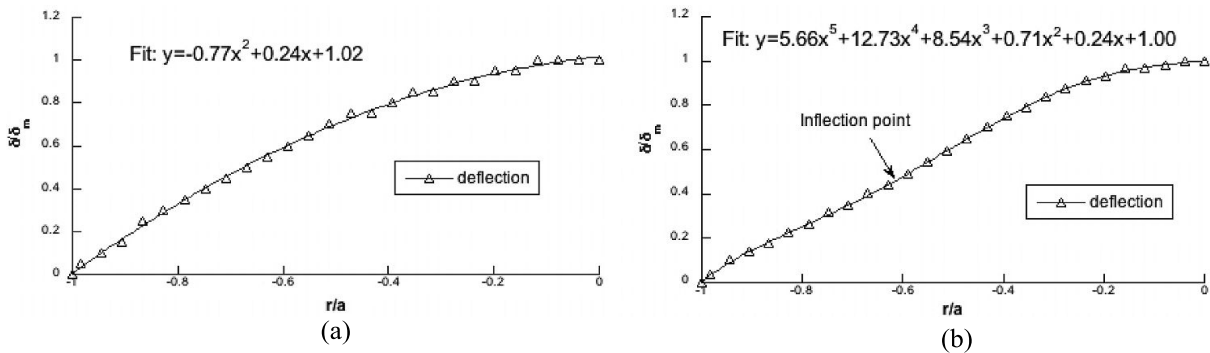 1.2
Fit: y=-0.77x²+0.24x+1.02
1
0.8
δ/δm
0.6
deflection
0.4
0.2
0
-1
-0.8
-0.6
-0.4
-0.2
0
r/a
(a)
1.2
Fit: y=5.66x⁵+12.73x⁴+8.54x³+0.71x²+0.24x+1.00
1
0.8
Inflection point
δ/δm
0.6
0.4
deflection
0.2
0
-1
-0.8
-0.6
-0.4
-0.2
0
r/a
(b)